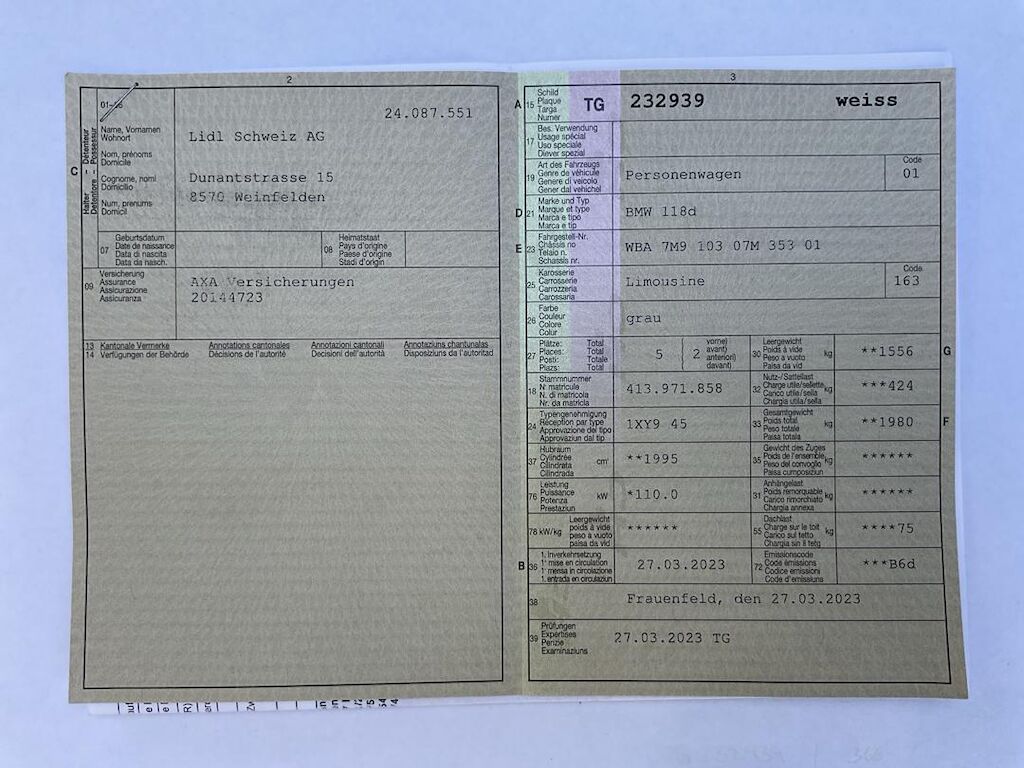 2
01-06
24.087.551
C
Halter - Détenteur
Detentore - Possessur
Name, Vornamen
Wohnort
Nom, prénoms
Domicile
Cognome, nomi
Domicilio
Num, prenums
Domicil
Lidl Schweiz AG
Dunantstrasse 15
8570 Weinfelden
07
Geburtsdatum
Date de naissance
Data di nascita
Data da nasch.
08
Heimatstaat
Pays d'origine
Paese d'origine
Stadi d'origin
09
Versicherung
Assurance
Assicurazione
Assicuranza
AXA Versicherungen
20144723
13 Kantonale Vermerke Annotations cantonales Annotazioni cantonali Annotaziuns chantunalas
14 Verfügungen der Behörde Décisions de l'autorité Decisioni dell'autorità Disposiziuns da l'autoritad
3
A 15
Schild
Plaque
Targa
Numer
TG 232939 weiss
17
Bes. Verwendung
Usage spécial
Uso speciale
Diever spezial
19
Art des Fahrzeugs
Genre de véhicule
Genere di veicolo
Gener dal vehichel
Personenwagen
Code
01
D 21
Marke und Typ
Marque et type
Marca e tipo
Marca e tip
BMW 118d
E 23
Fahrgestell-Nr.
Châssis no
Telaio n.
Schassis nr.
WBA 7M9 103 07M 353 01
25
Karosserie
Carrosserie
Carrozzeria
Carossaria
Limousine
Code
163
26
Farbe
Couleur
Colore
Colur
grau
27
Plätze: Total
Places: Total
Posti: Totale
Plazs: Total
5 ( 2
vorne)
avant)
anteriori)
davant)
30
Leergewicht
Poids à vide
Peso a vuoto
Paisa da vid
kg
**1556
G
18
Stammnummer
N° matricule
N. di matricola
Nr. da matricla
413.971.858
32
Nutz-/Sattellast
Charge utile/sellette
Carico utile/sella
Chargia utila/sella
kg
***424
24
Typengenehmigung
Réception par type
Approvazione del tipo
Approvaziun dal tip
1XY9 45
33
Gesamtgewicht
Poids total
Peso totale
Paisa totala
kg
**1980
F
37
Hubraum
Cylindrée
Cilindrata
Cilindrada
cm³
**1995
35
Gewicht des Zuges
Poids de l'ensemble
Peso del convoglio
Paisa cumposiziun
kg
******
76
Leistung
Puissance
Potenza
Prestaziun
kW
*110.0
31
Anhängelast
Poids remorquable
Carico rimorchiato
Chargia annexa
kg
******
78 kW/kg
Leergewicht
poids à vide
peso a vuoto
paisa da vid
******
55
Dachlast
Charge sur le toit
Carico sul tetto
Chargia sin il tetg
kg
****75
B 36
1. Inverkehrsetzung
1re mise en circulation
1a messa in circolazione
1. entrada en circulaziun
27.03.2023
72
Emissionscode
Code émissions
Codice emissioni
Code d'emissiuns
***B6d
38
Frauenfeld, den 27.03.2023
39
Prüfungen
Expertises
Perizie
Examinaziuns
27.03.2023 TG